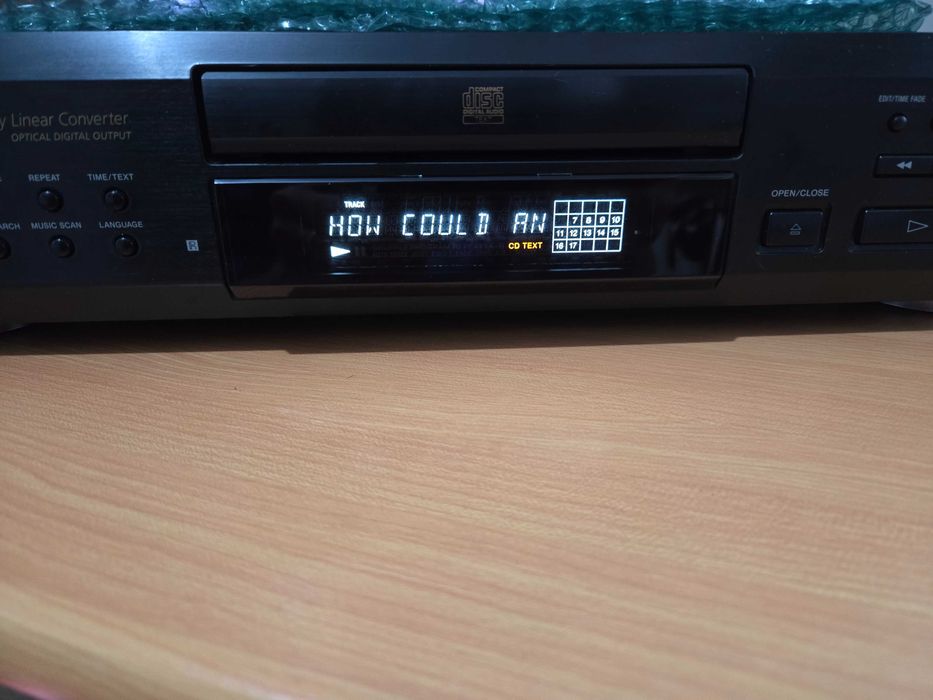 y Linear Converter
OPTICAL DIGITAL OUTPUT
COMPACT
disc
DIGITAL AUDIO
TEXT
EDIT/TIME FADE
REPEAT
TIME/TEXT
MUSIC SCAN
LANGUAGE
R
TRACK
HOW COULD AN
CD TEXT
7 8 9 10
11 12 13 14 15
16 17
OPEN/CLOSE